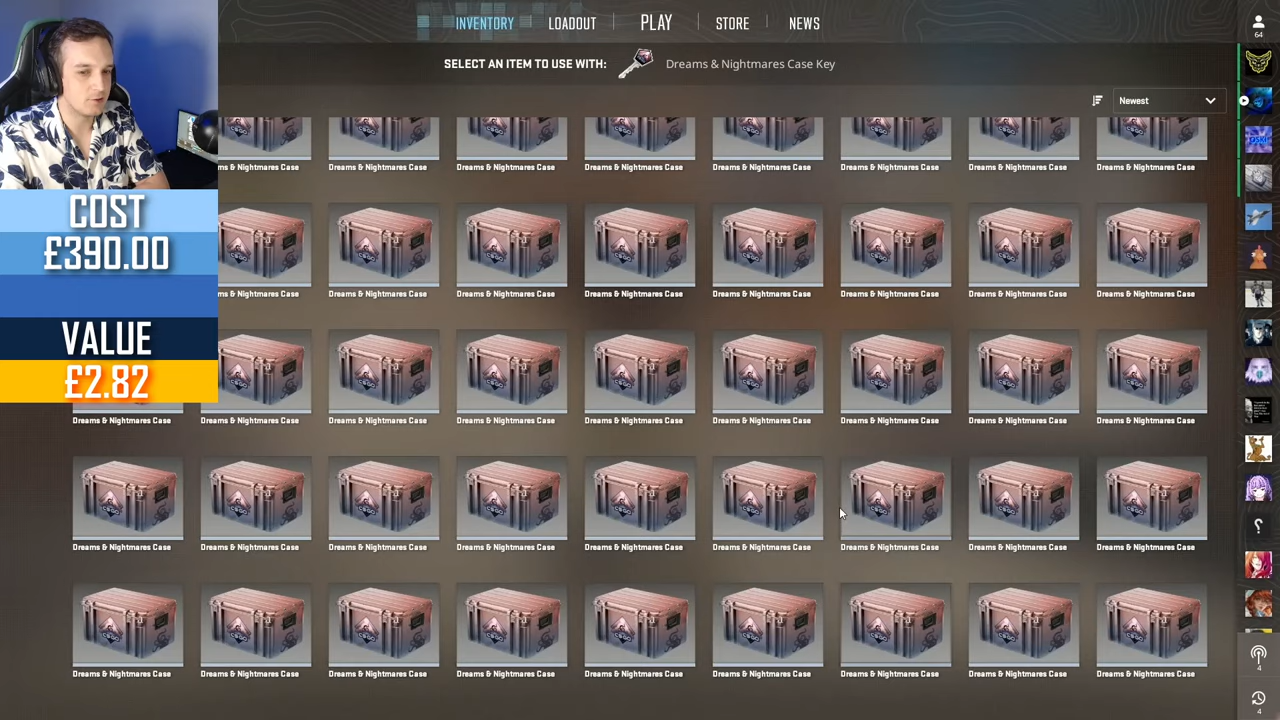 INVENTORY LOADOUT PLAY STORE NEWS
64
SELECT AN ITEM TO USE WITH: Dreams & Nightmares Case Key
Newest
COST
£390.00
VALUE
£2.82
ms & Nightmares Case Dreams & Nightmares Case Dreams & Nightmares Case Dreams & Nightmares Case Dreams & Nightmares Case Dreams & Nightmares Case Dreams & Nightmares Case Dreams & Nightmares Case
ms & Nightmares Case Dreams & Nightmares Case Dreams & Nightmares Case Dreams & Nightmares Case Dreams & Nightmares Case Dreams & Nightmares Case Dreams & Nightmares Case Dreams & Nightmares Case
Dreams & Nightmares Case Dreams & Nightmares Case Dreams & Nightmares Case Dreams & Nightmares Case Dreams & Nightmares Case Dreams & Nightmares Case Dreams & Nightmares Case Dreams & Nightmares Case Dreams & Nightmares Case
Dreams & Nightmares Case Dreams & Nightmares Case Dreams & Nightmares Case Dreams & Nightmares Case Dreams & Nightmares Case Dreams & Nightmares Case Dreams & Nightmares Case Dreams & Nightmares Case Dreams & Nightmares Case
Dreams & Nightmares Case Dreams & Nightmares Case Dreams & Nightmares Case Dreams & Nightmares Case Dreams & Nightmares Case Dreams & Nightmares Case Dreams & Nightmares Case Dreams & Nightmares Case Dreams & Nightmares Case
4
4